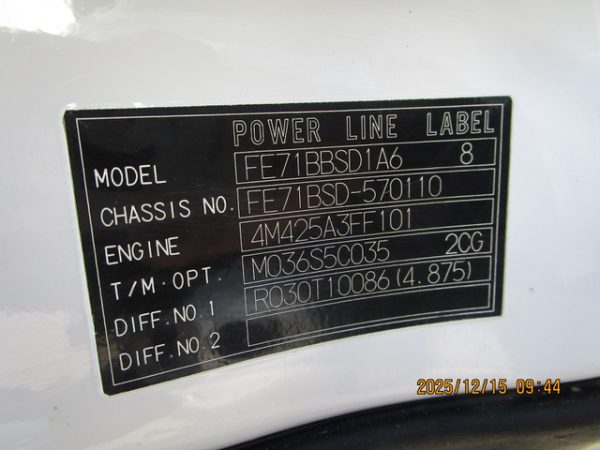 POWER LINE LABEL
MODEL FE71BBSD1A6 8
CHASSIS NO. FE71BSD-570110
ENGINE 4M425A3FF101
T/M·OPT. M036S5C035 2CG
DIFF.NO.1 R030T10086(4.875)
DIFF.NO.2
2025/12/15 09:44